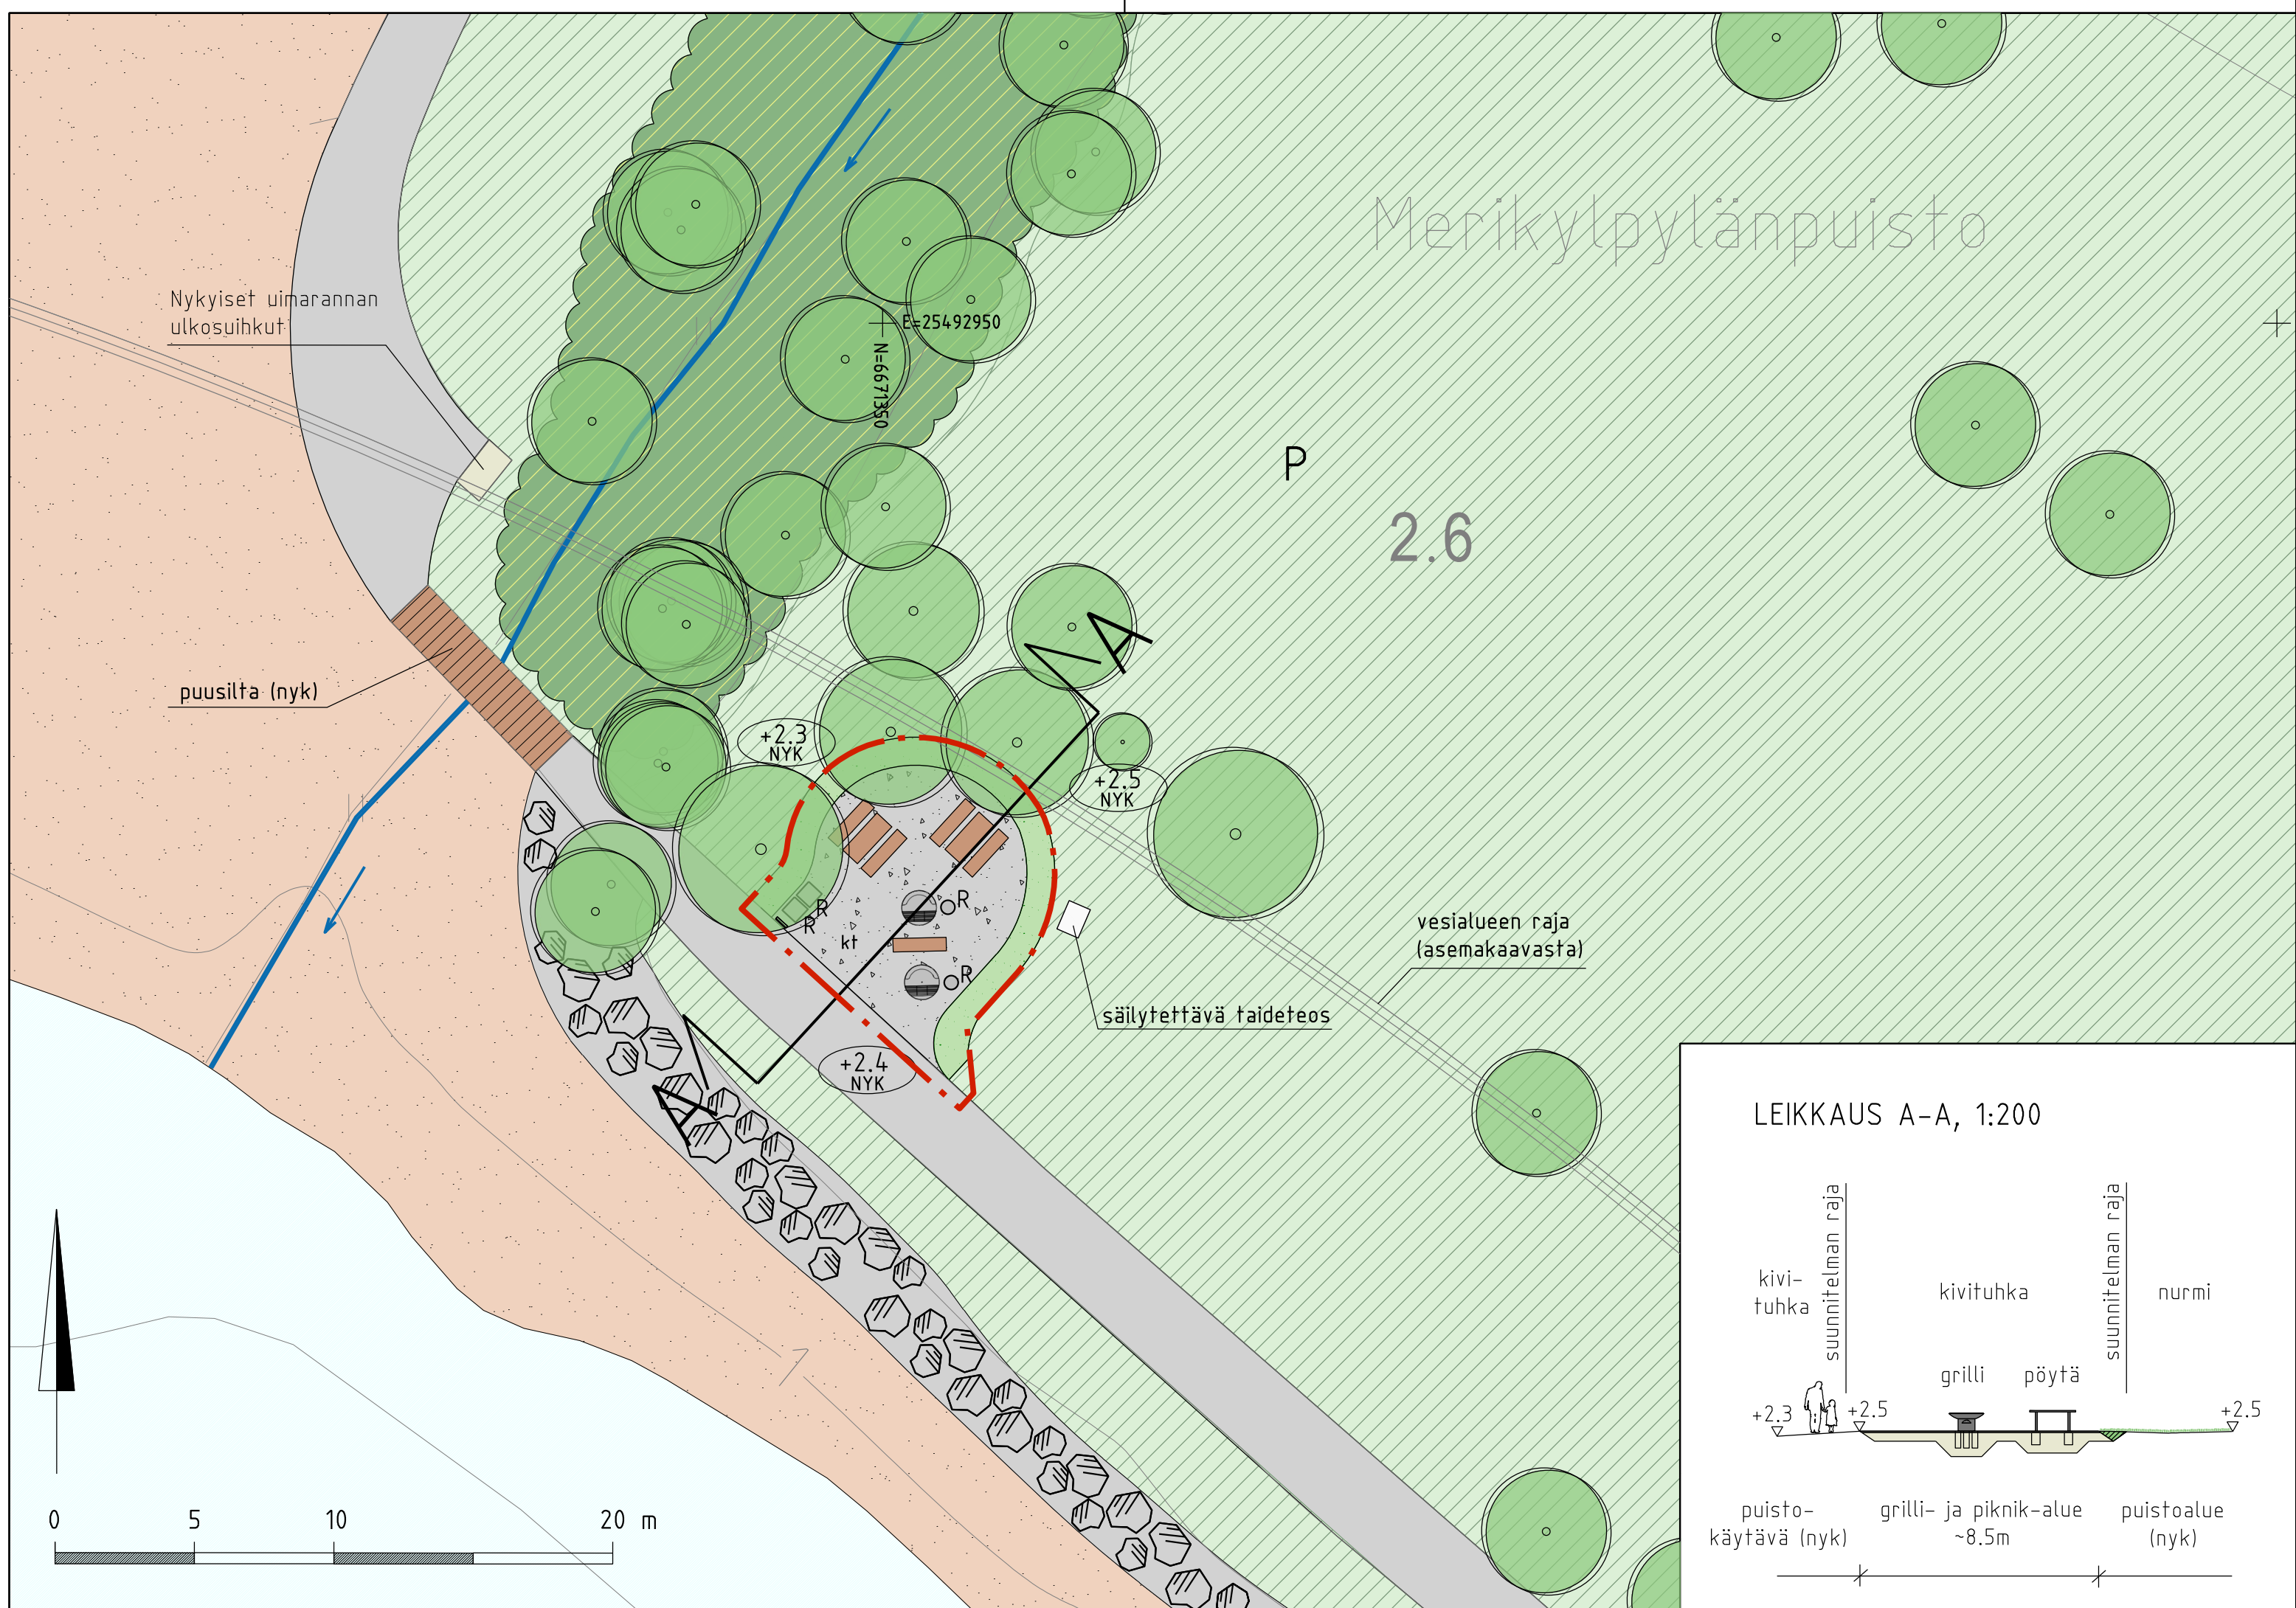 Merikylpylänpuisto
Nykyiset uimarannan
ulkosuihkut
E=25492950
N=6671350
P
2.6
puusilta (nyk)
A
+2.3
NYK
+2.5
NYK
R
R
R
kt
R
vesialueen raja
(asemakaavasta)
säilytettävä taideteos
+2.4
NYK
A
LEIKKAUS A-A, 1:200
suunnitelman raja
suunnitelman raja
kivi-
tuhka
kivituhka
nurmi
grilli
pöytä
+2.3
+2.5
+2.5
puisto-
käytävä (nyk)
grilli- ja piknik-alue
~8.5m
puistoalue
(nyk)
0 5 10 20 m